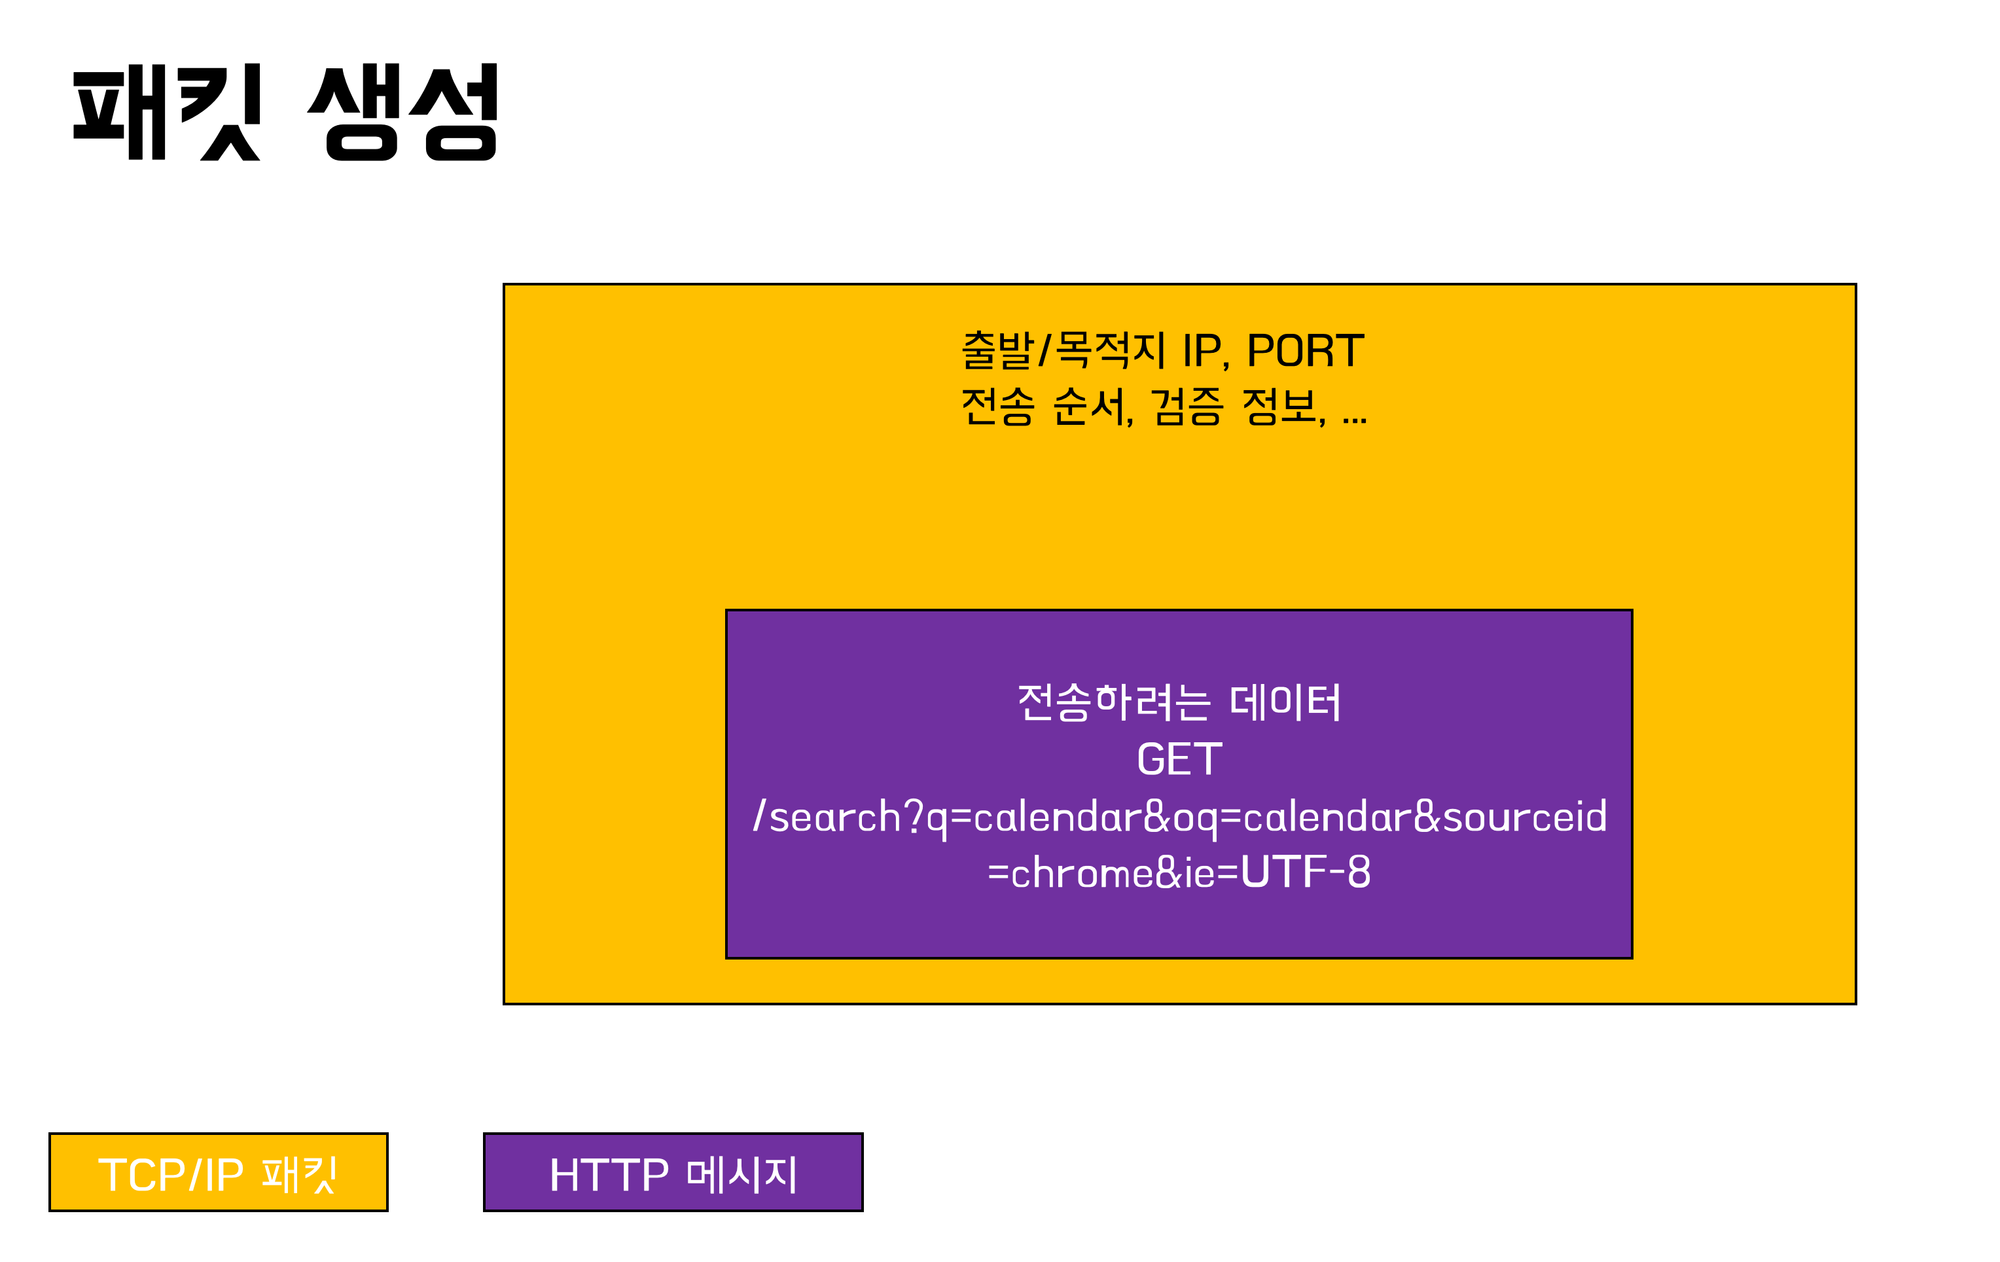 패킷 생성
출발/목적지 IP, PORT
전송 순서, 검증 정보, ...
전송하려는 데이터
GET
/search?q=calendar&oq=calendar&sourceid
=chrome&ie=UTF-8
TCP/IP 패킷
HTTP 메시지